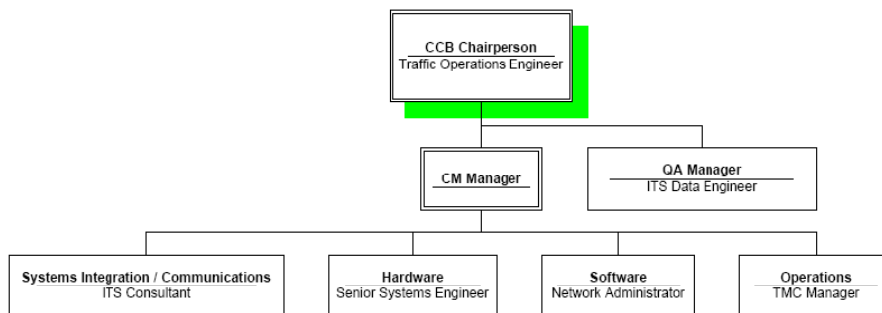 CCB Chairperson
Traffic Operations Engineer
CM Manager
QA Manager
ITS Data Engineer
Systems Integration / Communications
ITS Consultant
Hardware
Senior Systems Engineer
Software
Network Administrator
Operations
TMC Manager